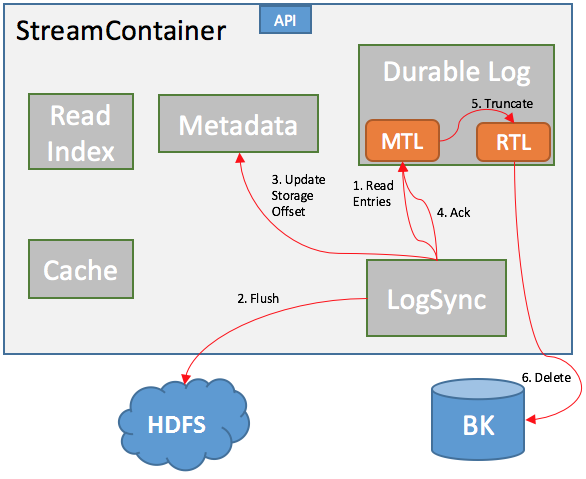 API
StreamContainer
Durable Log
5. Truncate
Read
Index
Metadata
MTL
RTL
3. Update
Storage
Offset
1. Read
Entries
4. Ack
Cache
LogSync
2. Flush
6. Delete
HDFS
BK